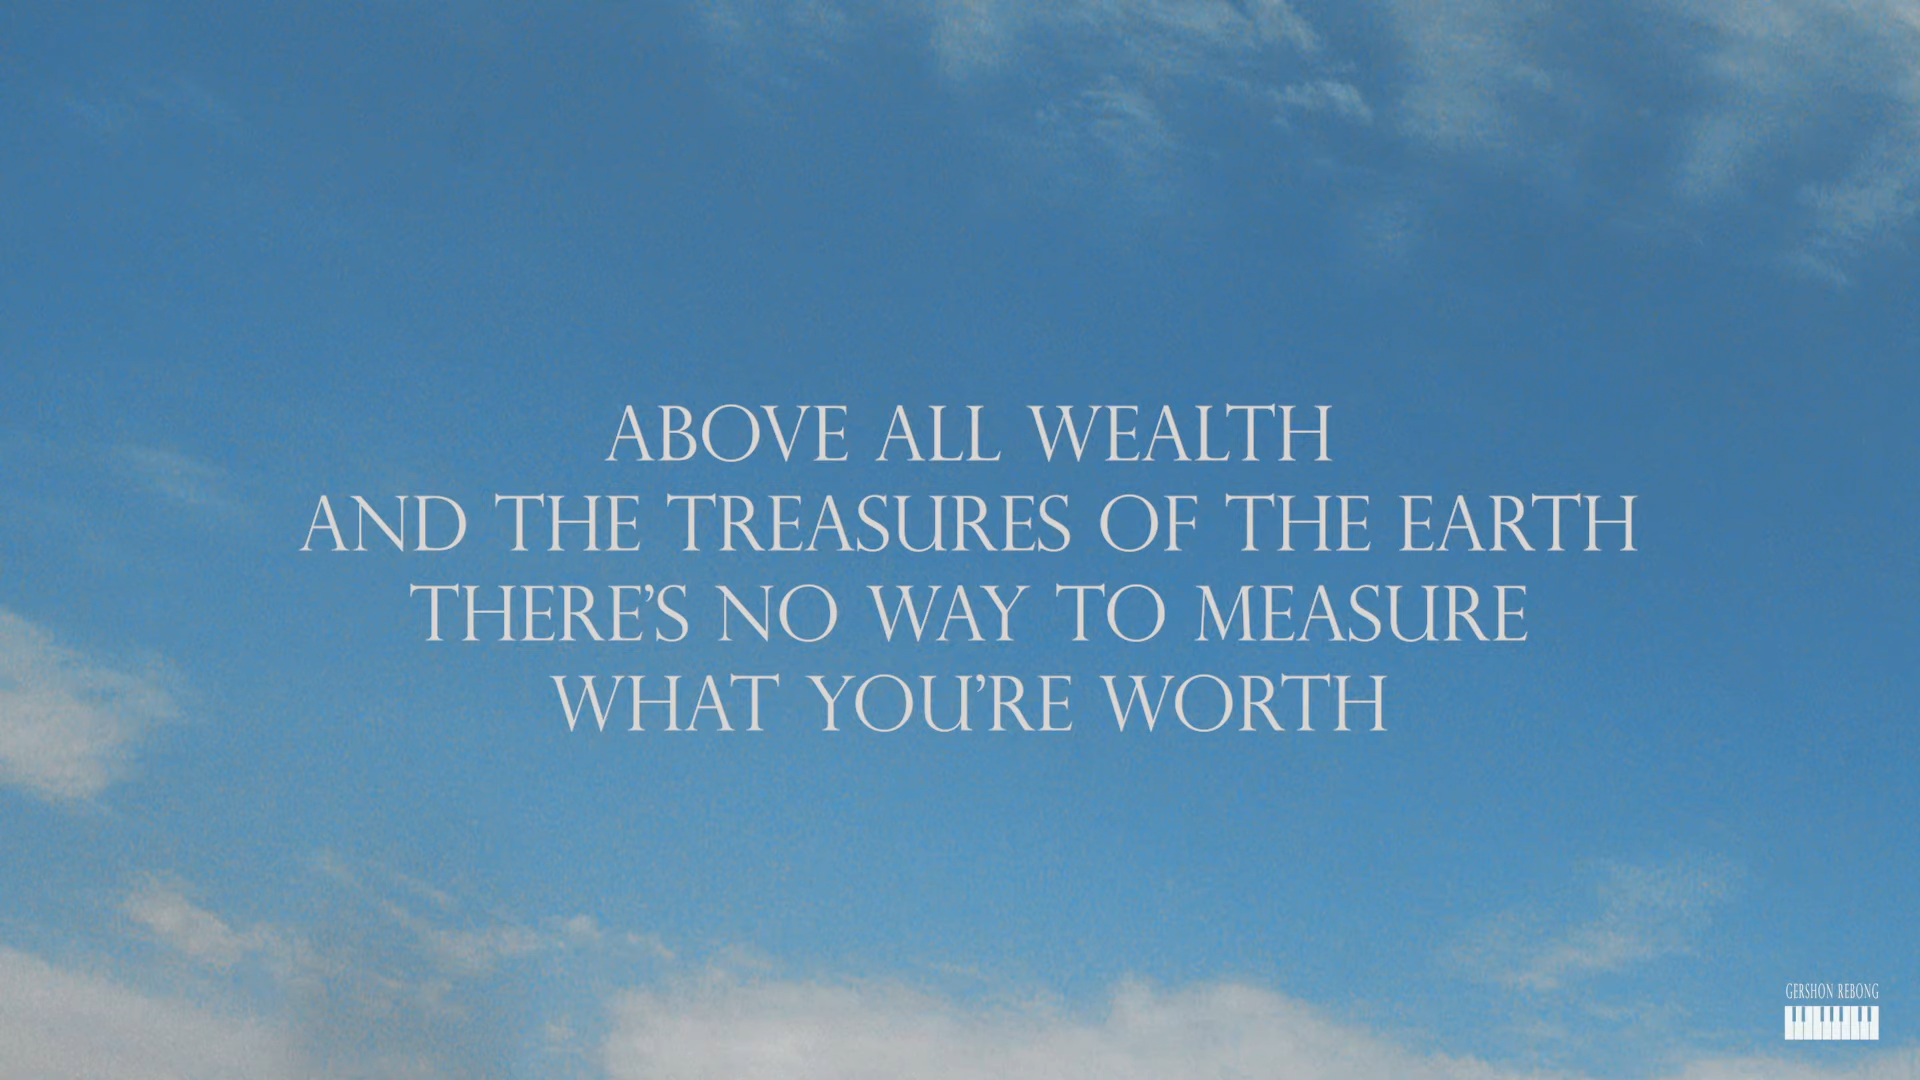 ABOVE ALL WEALTH
AND THE TREASURES OF THE EARTH
THERE'S NO WAY TO MEASURE
WHAT YOU'RE WORTH
GERSHON REBONG